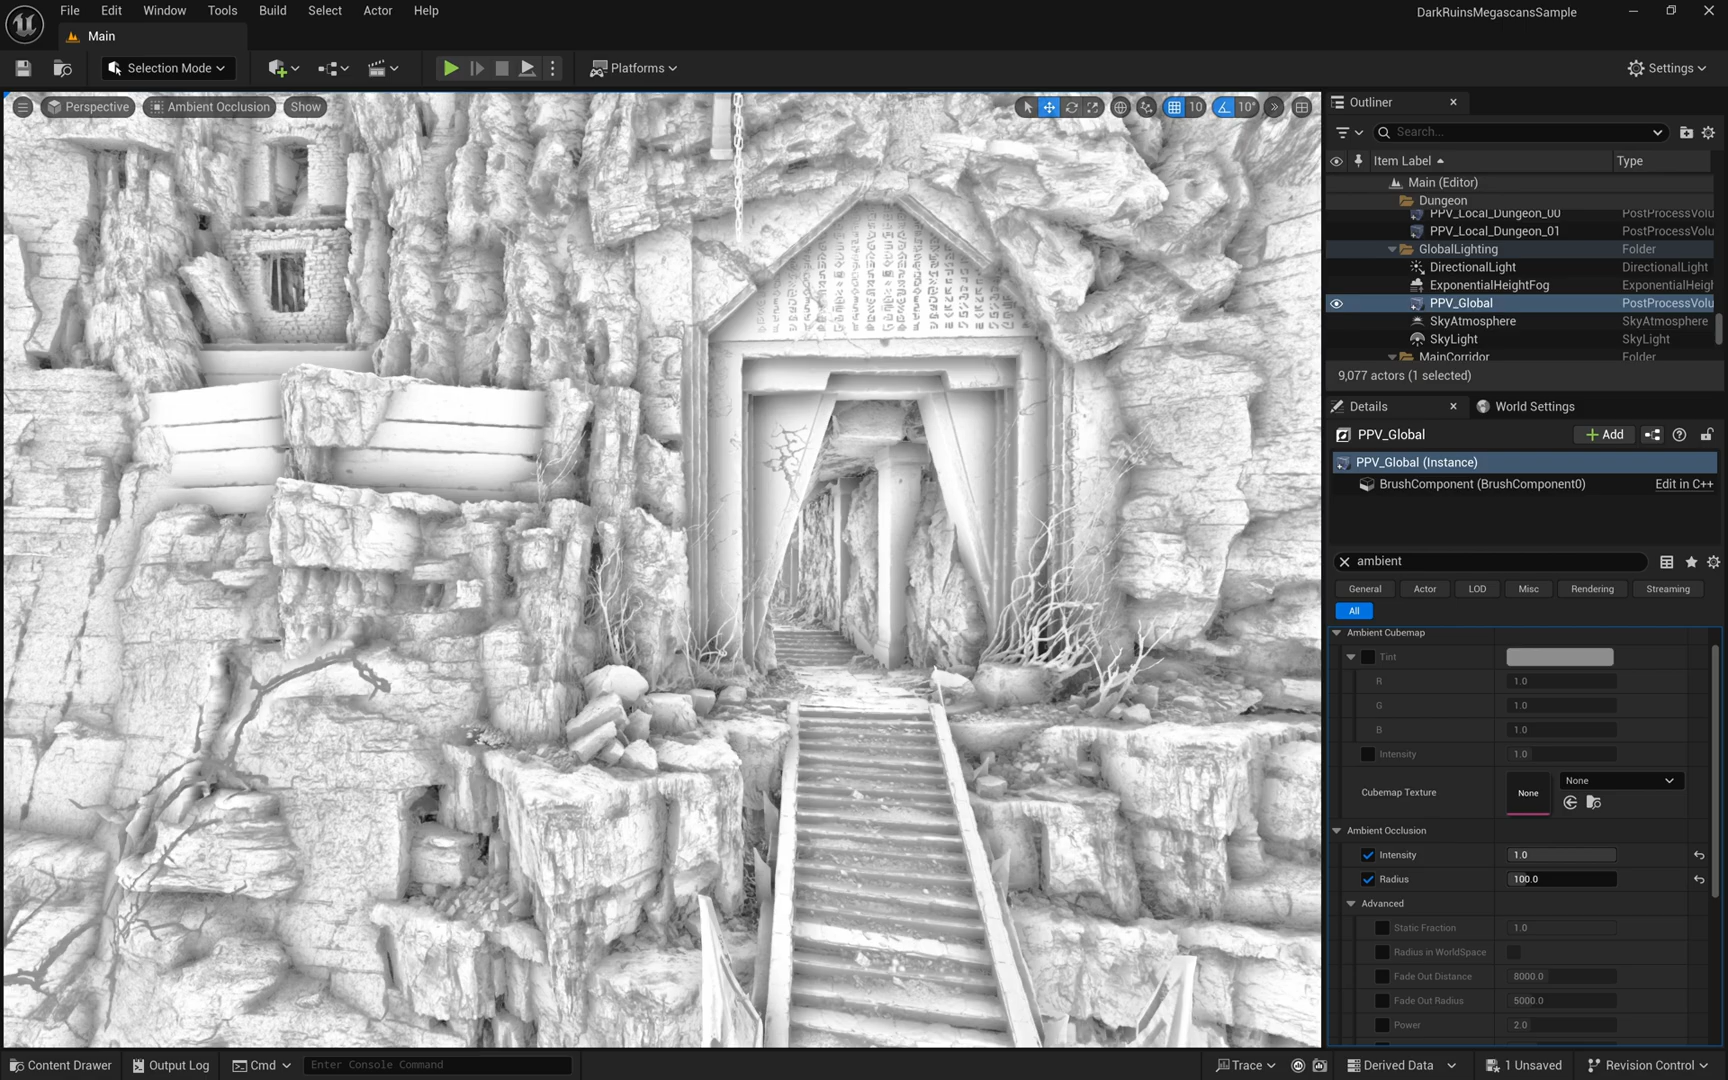 File Edit Window Tools Build Select Actor Help
DarkRuinsMegascansSample
Main
Selection Mode
Platforms
Settings
Perspective
Ambient Occlusion
Show
10
10°
Outliner
Search...
Item Label
Type
Main (Editor)
Dungeon
PPV_Local_Dungeon_00 PostProcessVolu
PPV_Local_Dungeon_01 PostProcessVolu
GlobalLighting Folder
DirectionalLight DirectionalLight
ExponentialHeightFog ExponentialHeigh
PPV_Global PostProcessVolu
SkyAtmosphere SkyAtmosphere
SkyLight SkyLight
MainCorridor Folder
9,077 actors (1 selected)
Details
World Settings
PPV_Global
Add
PPV_Global (Instance)
BrushComponent (BrushComponent0) Edit in C++
ambient
General Actor LOD Misc Rendering Streaming
All
Ambient Cubemap
Tint
R 1.0
G 1.0
B 1.0
Intensity 1.0
Cubemap Texture None None
Ambient Occlusion
Intensity 1.0
Radius 100.0
Advanced
Static Fraction 1.0
Radius in WorldSpace
Fade Out Distance 8000.0
Fade Out Radius 5000.0
Power 2.0
Content Drawer
Output Log
Cmd
Enter Console Command
Trace
Derived Data
1 Unsaved
Revision Control